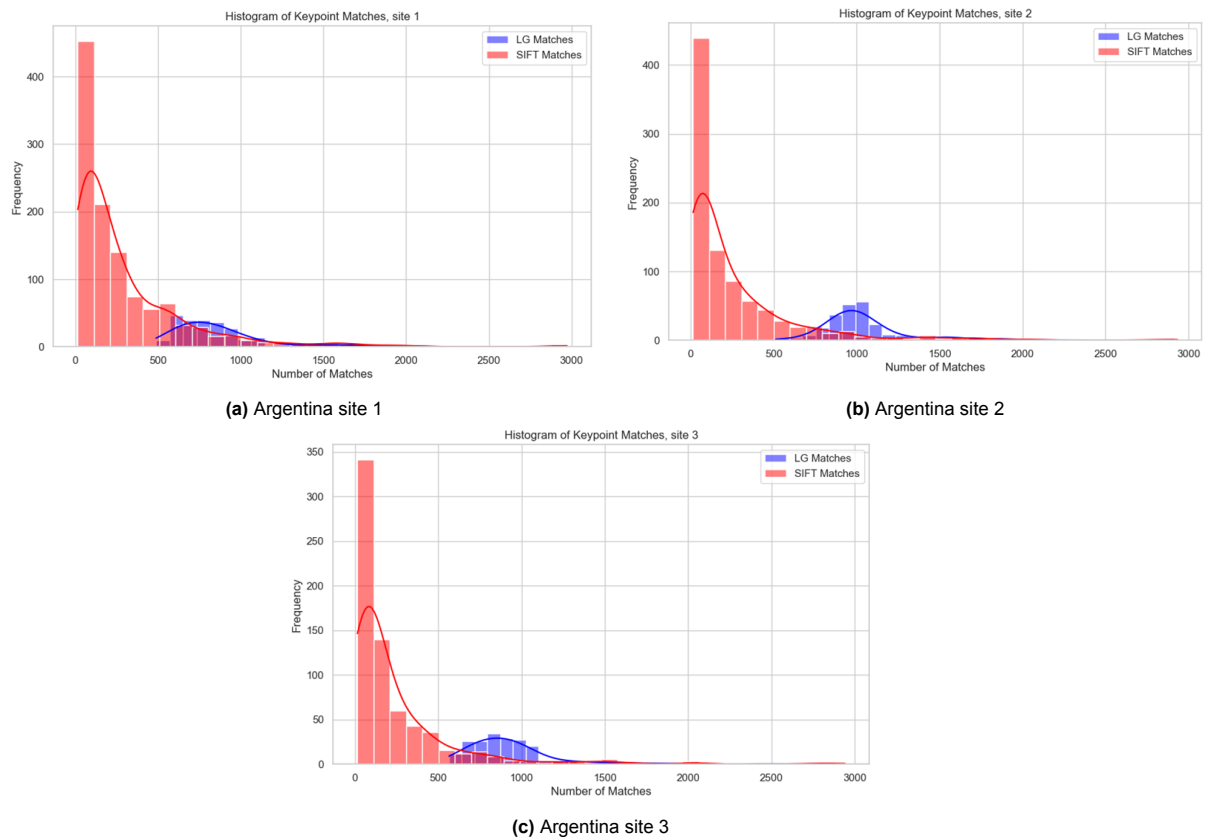 Histogram of Keypoint Matches, site 1
LG Matches
SIFT Matches
400
300
200
100
0
Frequency
0 500 1000 1500 2000 2500 3000
Number of Matches
(a) Argentina site 1
Histogram of Keypoint Matches, site 2
LG Matches
SIFT Matches
400
300
200
100
0
Frequency
0 500 1000 1500 2000 2500 3000
Number of Matches
(b) Argentina site 2
Histogram of Keypoint Matches, site 3
LG Matches
SIFT Matches
350
300
250
200
150
100
50
0
Frequency
0 500 1000 1500 2000 2500 3000
Number of Matches
(c) Argentina site 3